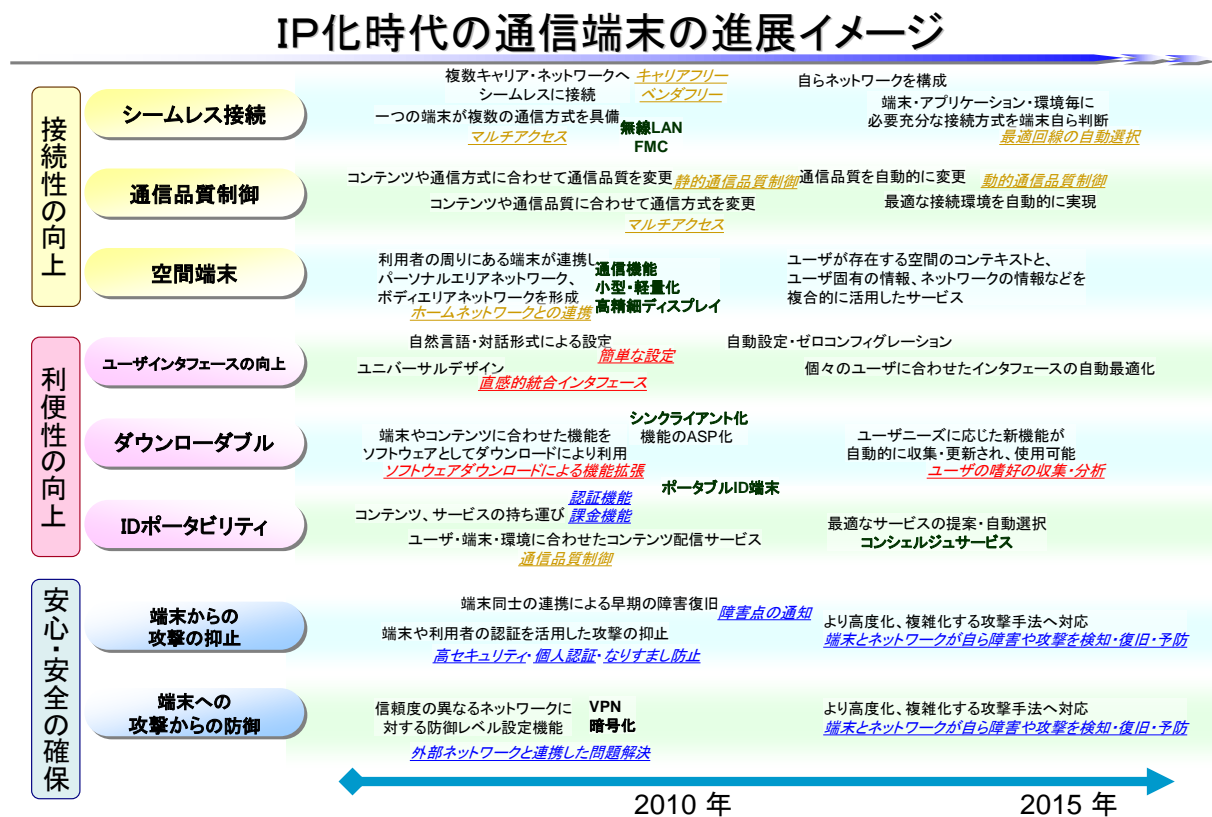 IP化時代の通信端末の進展イメージ
接続性の向上
シームレス接続
複数キャリア・ネットワークへ キャリアフリー
シームレスに接続 ベンダフリー
一つの端末が複数の通信方式を具備
マルチアクセス
無線LAN
FMC
自らネットワークを構成
端末・アプリケーション・環境毎に
必要充分な接続方式を端末自ら判断
最適回線の自動選択
通信品質制御
コンテンツや通信方式に合わせて通信品質を変更 静的通信品質制御
コンテンツや通信品質に合わせて通信方式を変更
マルチアクセス
通信品質を自動的に変更 動的通信品質制御
最適な接続環境を自動的に実現
空間端末
利用者の周りにある端末が連携し
パーソナルエリアネットワーク、
ボディエリアネットワークを形成
ホームネットワークとの連携
通信機能
小型・軽量化
高精細ディスプレイ
ユーザが存在する空間のコンテキストと、
ユーザ固有の情報、ネットワークの情報などを
複合的に活用したサービス
利便性の向上
ユーザインタフェースの向上
自然言語・対話形式による設定
簡単な設定
ユニバーサルデザイン
直感的統合インタフェース
自動設定・ゼロコンフィグレーション
個々のユーザに合わせたインタフェースの自動最適化
ダウンローダブル
シンクライアント化
機能のASP化
端末やコンテンツに合わせた機能を
ソフトウェアとしてダウンロードにより利用
ソフトウェアダウンロードによる機能拡張
ユーザニーズに応じた新機能が
自動的に収集・更新され、使用可能
ユーザの嗜好の収集・分析
IDポータビリティ
ポータブルID端末
認証機能
コンテンツ、サービスの持ち運び 課金機能
ユーザ・端末・環境に合わせたコンテンツ配信サービス
通信品質制御
最適なサービスの提案・自動選択
コンシェルジュサービス
安心・安全の確保
端末からの
攻撃の抑止
端末同士の連携による早期の障害復旧 障害点の通知
端末や利用者の認証を活用した攻撃の抑止
高セキュリティ・個人認証・なりすまし防止
より高度化、複雑化する攻撃手法へ対応
端末とネットワークが自ら障害や攻撃を検知・復旧・予防
端末への
攻撃からの防御
信頼度の異なるネットワークに
対する防御レベル設定機能
VPN
暗号化
外部ネットワークと連携した問題解決
より高度化、複雑化する攻撃手法へ対応
端末とネットワークが自ら障害や攻撃を検知・復旧・予防
2010 年
2015 年